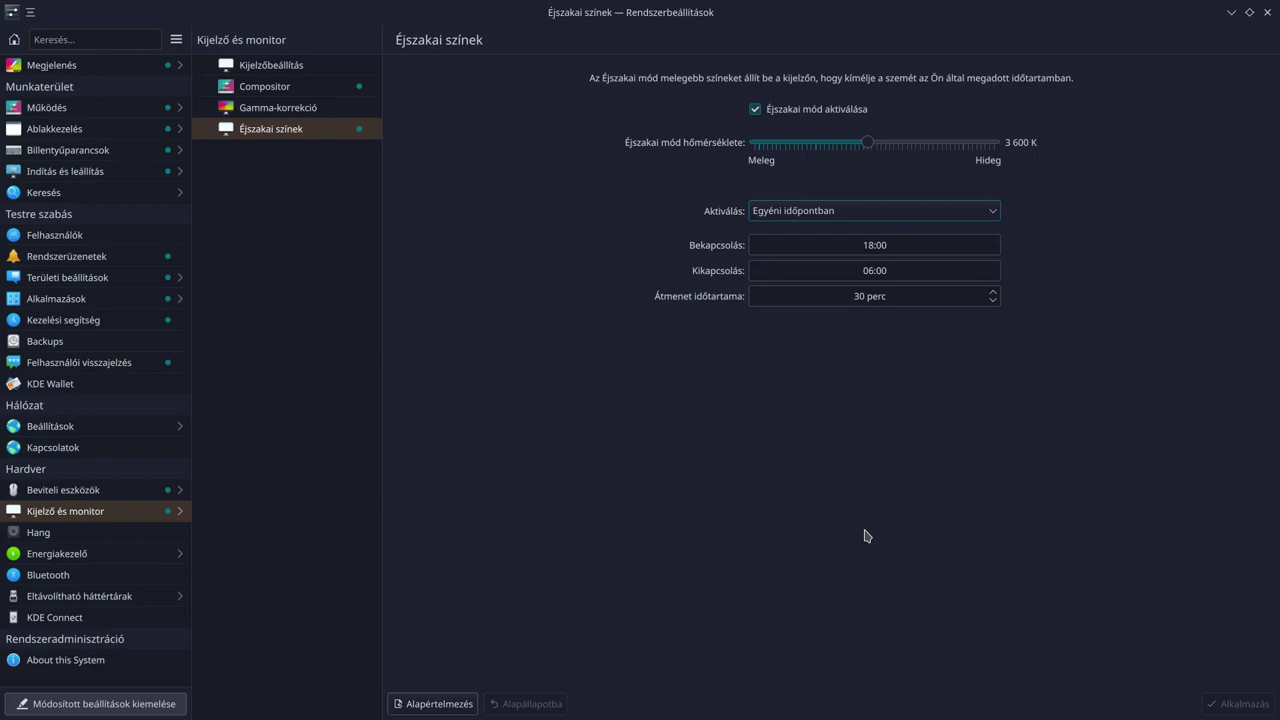 Éjszakai színek — Rendszerbeállítások
Keresés...
Megjelenés
Munkaterület
Működés
Ablakkezelés
Billentyűparancsok
Indítás és leállítás
Keresés
Testre szabás
Felhasználók
Rendszerüzenetek
Területi beállítások
Alkalmazások
Kezelési segítség
Backups
Felhasználói visszajelzés
KDE Wallet
Hálózat
Beállítások
Kapcsolatok
Hardver
Beviteli eszközök
Kijelző és monitor
Hang
Energiakezelő
Bluetooth
Eltávolítható háttértárak
KDE Connect
Rendszeradminisztráció
About this System
Módosított beállítások kiemelése
Kijelző és monitor
Kijelzőbeállítás
Compositor
Gamma-korrekció
Éjszakai színek
Éjszakai színek
Az Éjszakai mód melegebb színeket állít be a kijelzőn, hogy kímélje a szemét az Ön által megadott időtartamban.
Éjszakai mód aktiválása
Éjszakai mód hőmérséklete: 3 600 K
Meleg Hideg
Aktiválás: Egyéni időpontban
Bekapcsolás: 18:00
Kikapcsolás: 06:00
Átmenet időtartama: 30 perc
Alapértelmezés Alapállapotba Alkalmazás